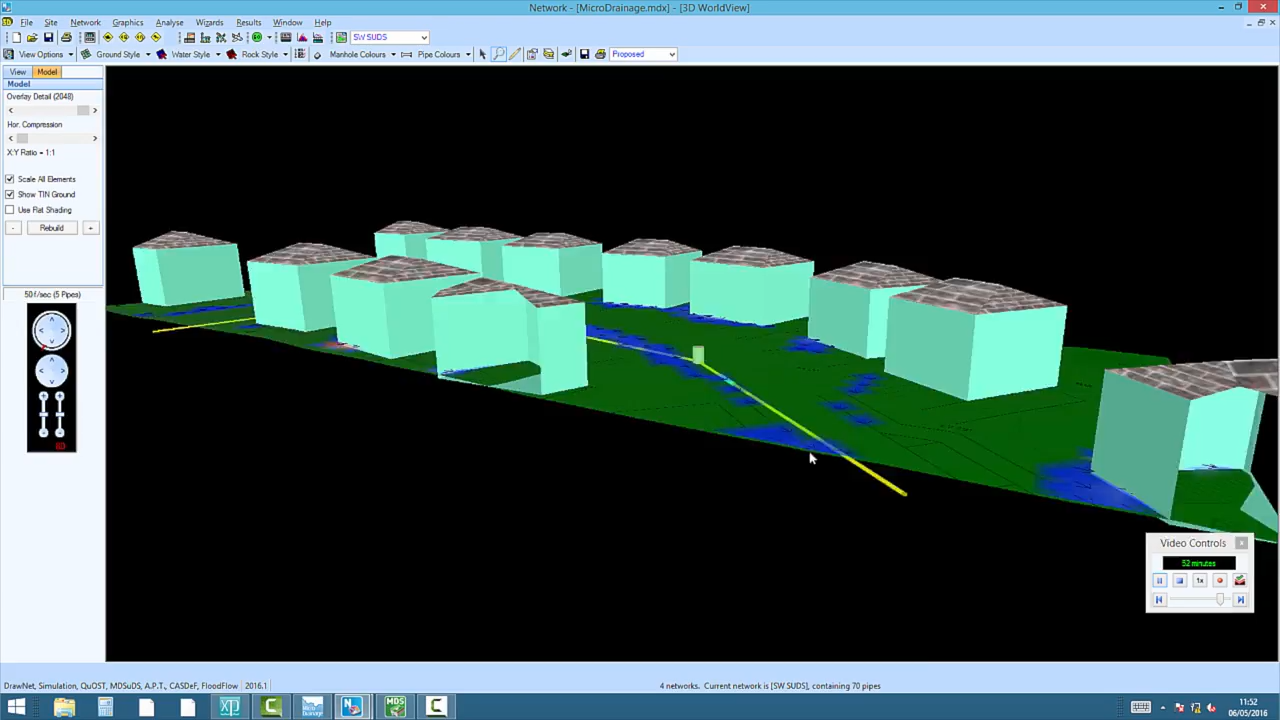 Network - [MicroDrainage.mdx] - [3D WorldView]
File Site Network Graphics Analyse Wizards Results Window Help
SW SUDS
View Options Ground Style Water Style Rock Style Manhole Colours Pipe Colours Proposed
View Model
Model
Overlay Detail (2048)
Hor. Compression
X:Y Ratio = 1:1
Scale All Elements
Show TIN Ground
Use Flat Shading
- Rebuild +
50f/sec (5 Pipes)
Video Controls
52 minutes
1x
DrawNet, Simulation, QuOST, MDSuDS, A.P.T., CASDeF, FloodFlow 2016.1
4 networks. Current network is [SW SUDS], containing 70 pipes
11:52
06/05/2016